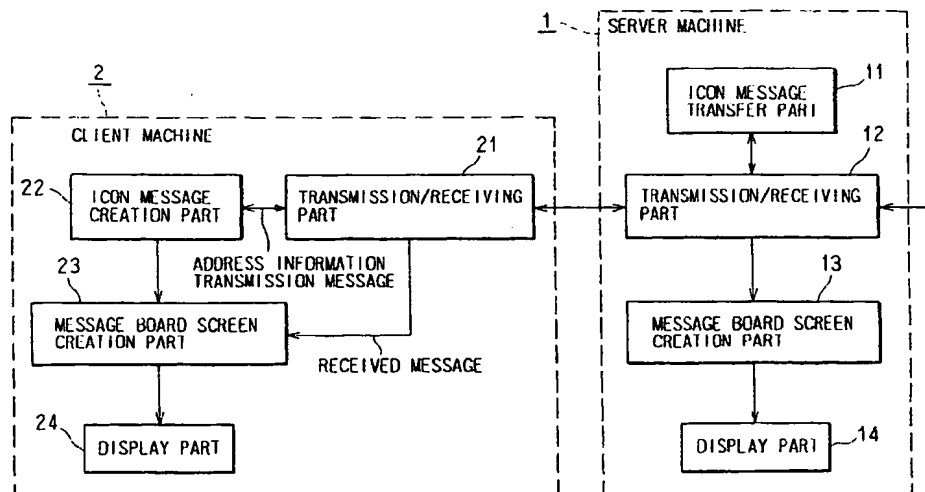 1
SERVER MACHINE
11
ICON MESSAGE
TRANSFER PART
12
TRANSMISSION/RECEIVING
PART
13
MESSAGE BOARD SCREEN
CREATION PART
DISPLAY PART
14
2
CLIENT MACHINE
21
22
ICON MESSAGE
CREATION PART
TRANSMISSION/RECEIVING
PART
ADDRESS INFORMATION
TRANSMISSION MESSAGE
23
MESSAGE BOARD SCREEN
CREATION PART
RECEIVED MESSAGE
24
DISPLAY PART